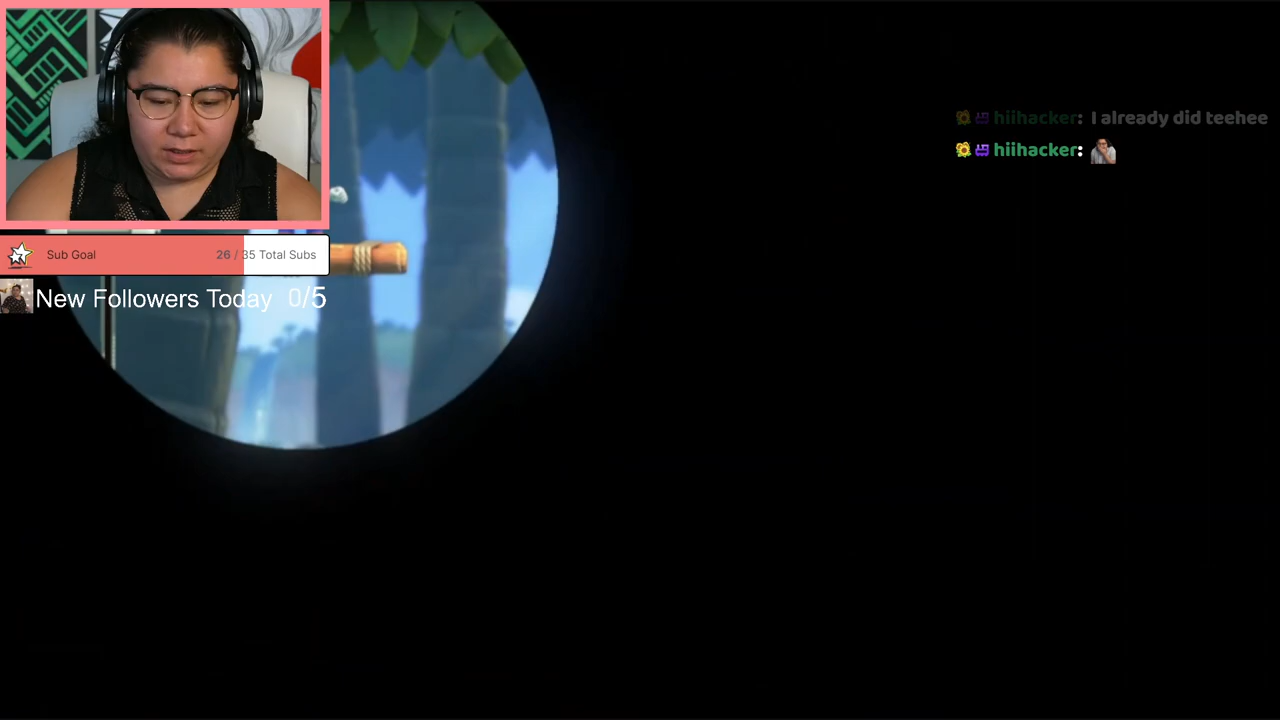 hiihacker: I already did teehee
hiihacker:
Sub Goal 26 / 35 Total Subs
New Followers Today 0/5